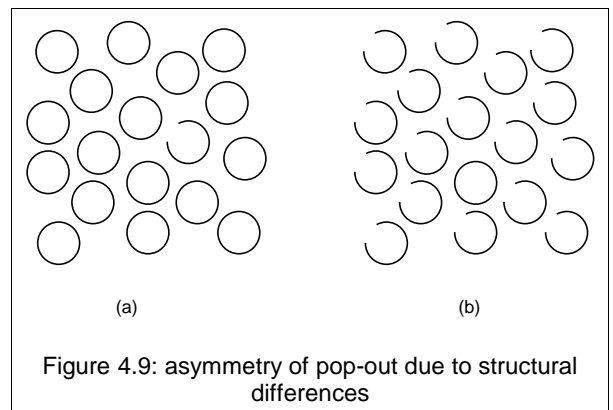 (a)
(b)
Figure 4.9: asymmetry of pop-out due to structural
differences